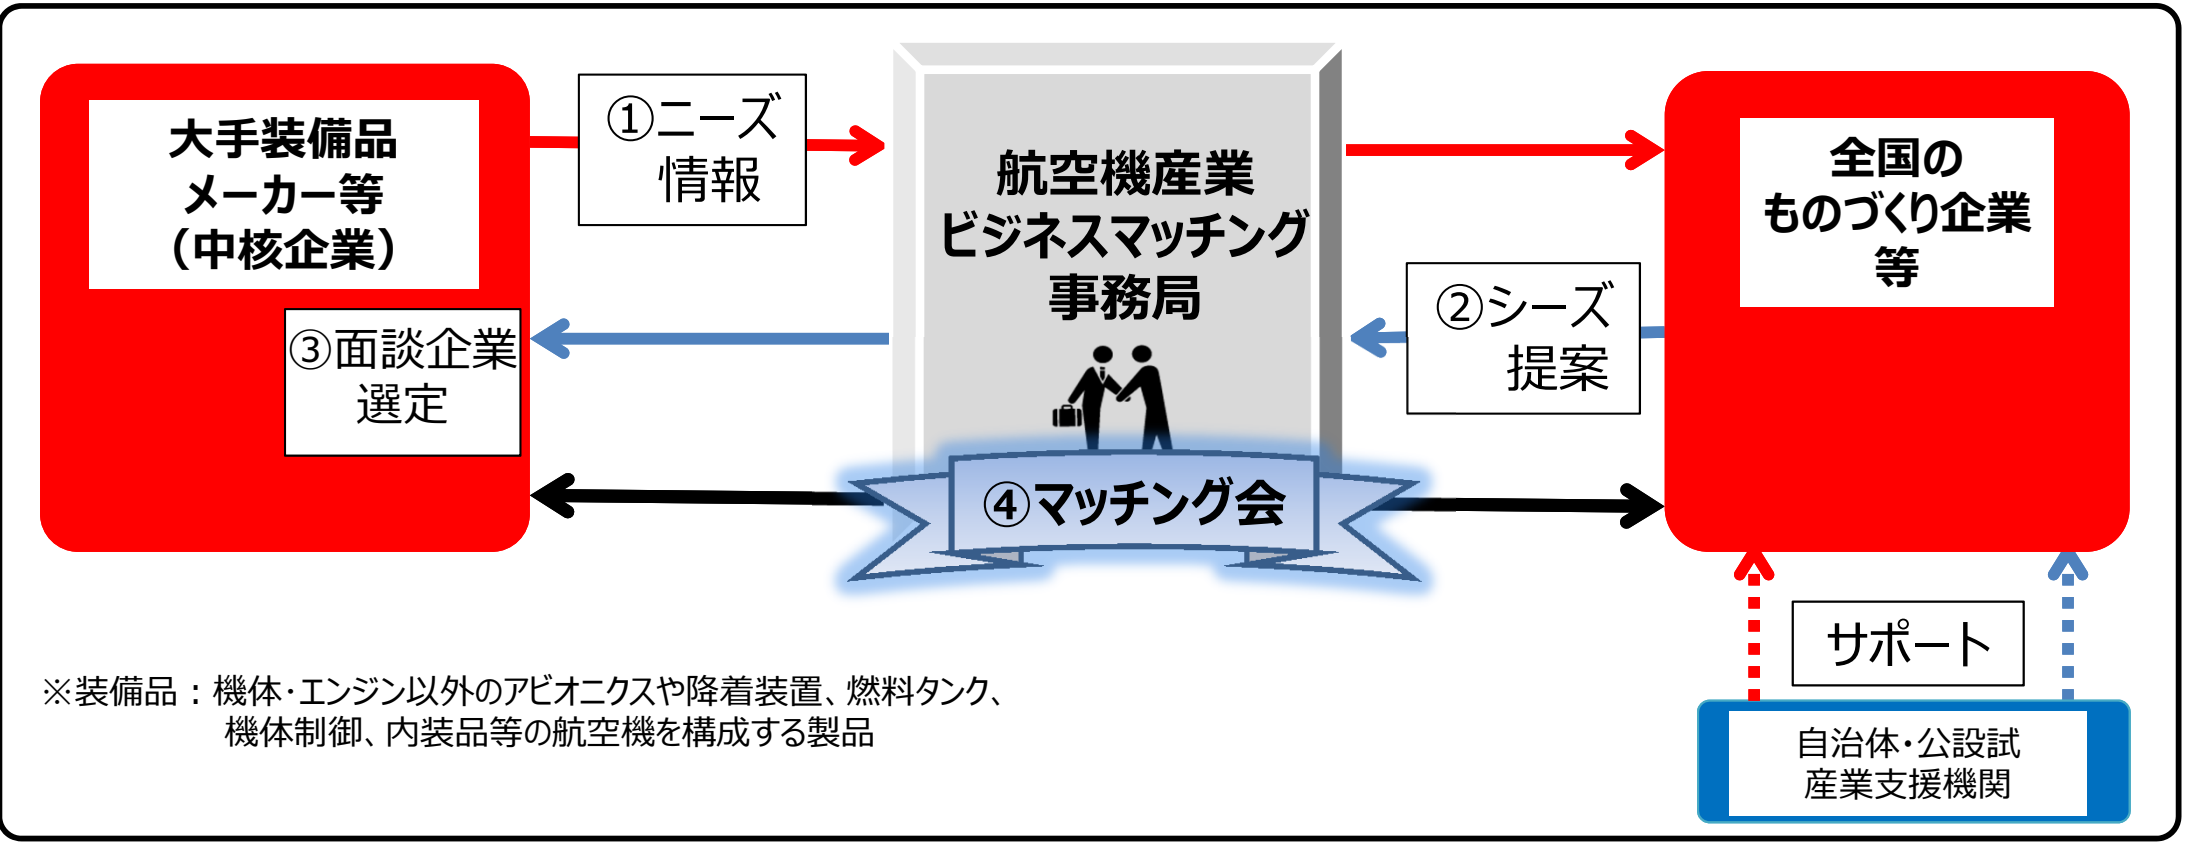 大手装備品
メーカー等
（中核企業）
①ニーズ
情報
航空機産業
ビジネスマッチング
事務局
全国の
ものづくり企業
等
②シーズ
提案
③面談企業
選定
④マッチング会
サポート
自治体・公設試
産業支援機関
※装備品：機体・エンジン以外のアビオニクスや降着装置、燃料タンク、
機体制御、内装品等の航空機を構成する製品